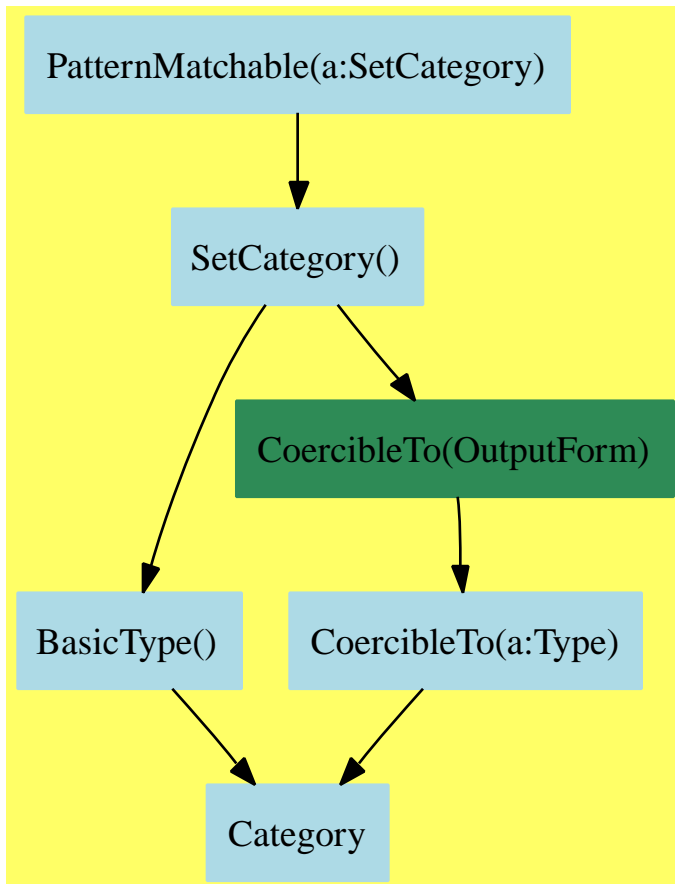 PatternMatchable(a:SetCategory)
SetCategory()
CoercibleTo(OutputForm)
BasicType()
CoercibleTo(a:Type)
Category